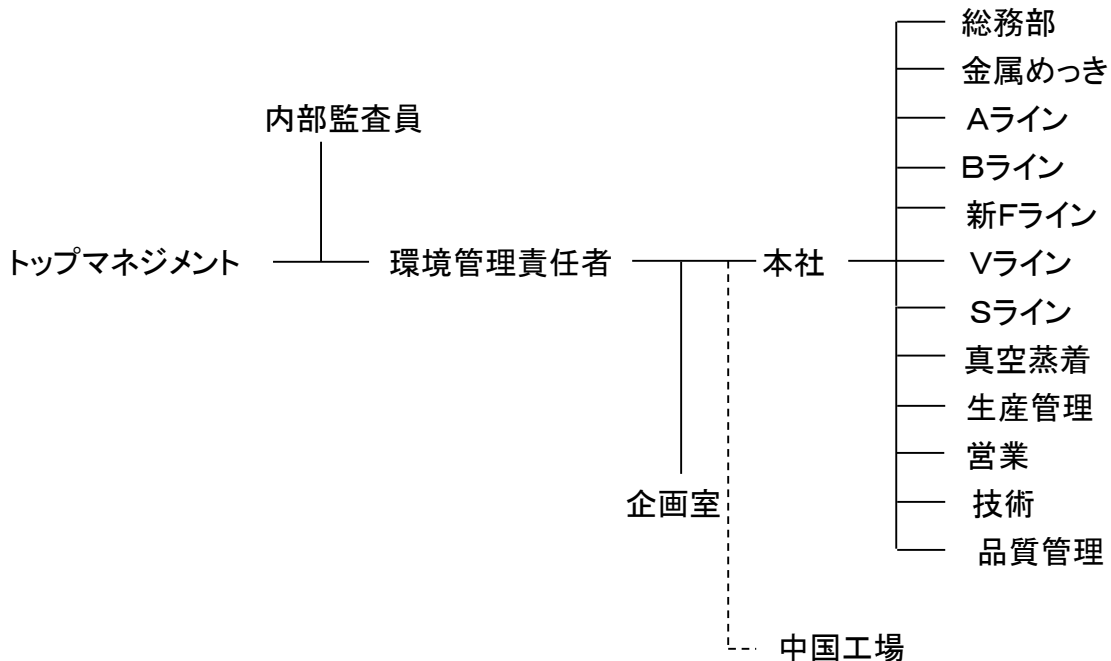 総務部
金属めっき
内部監査員
Aライン
Bライン
新Fライン
トップマネジメント
環境管理責任者
本社
Vライン
Sライン
真空蒸着
生産管理
営業
企画室
技術
品質管理
中国工場